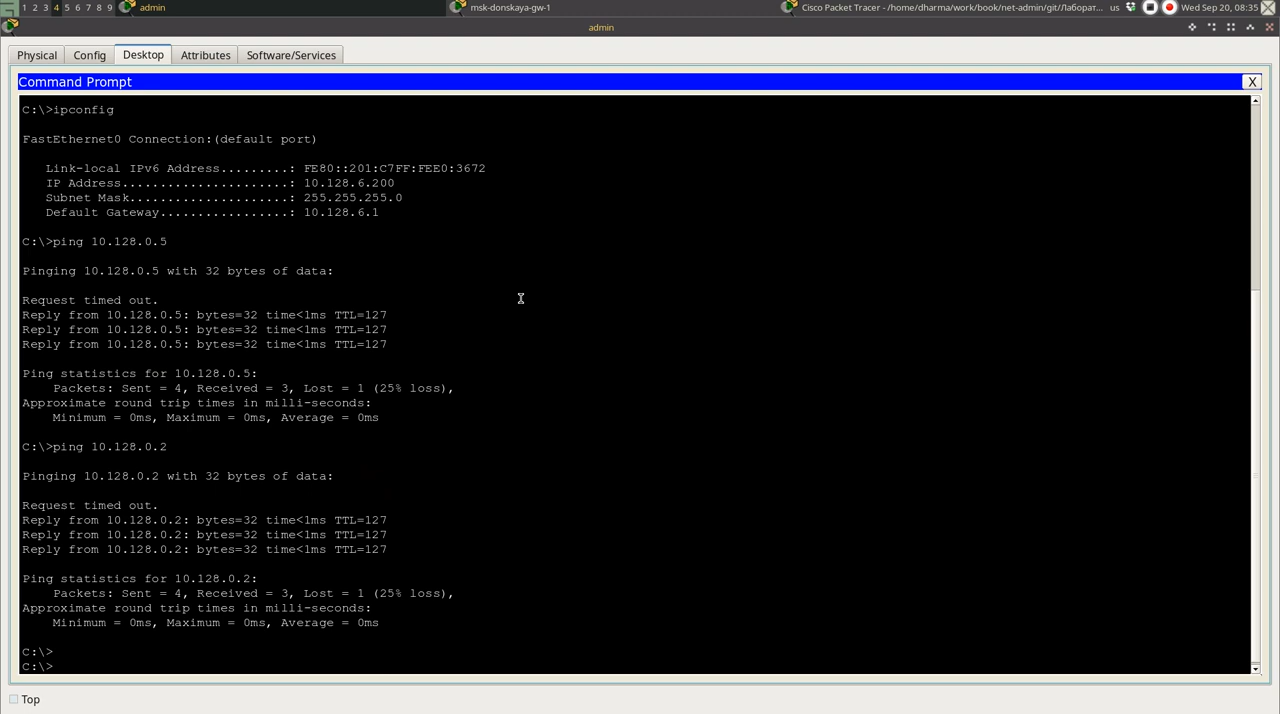 1 2 3 4 5 6 7 8 9 admin msk-donskaya-gw-1 Cisco Packet Tracer - /home/dharma/work/book/net-admin/git/Лаборат... us Wed Sep 20, 08:35
admin
Physical Config Desktop Attributes Software/Services
Command Prompt X
C:\>ipconfig
FastEthernet0 Connection:(default port)
Link-local IPv6 Address.........: FE80::201:C7FF:FEE0:3672
IP Address......................: 10.128.6.200
Subnet Mask.....................: 255.255.255.0
Default Gateway.................: 10.128.6.1
C:\>ping 10.128.0.5
Pinging 10.128.0.5 with 32 bytes of data:
Request timed out.
Reply from 10.128.0.5: bytes=32 time<1ms TTL=127
Reply from 10.128.0.5: bytes=32 time<1ms TTL=127
Reply from 10.128.0.5: bytes=32 time<1ms TTL=127
Ping statistics for 10.128.0.5:
Packets: Sent = 4, Received = 3, Lost = 1 (25% loss),
Approximate round trip times in milli-seconds:
Minimum = 0ms, Maximum = 0ms, Average = 0ms
C:\>ping 10.128.0.2
Pinging 10.128.0.2 with 32 bytes of data:
Request timed out.
Reply from 10.128.0.2: bytes=32 time<1ms TTL=127
Reply from 10.128.0.2: bytes=32 time<1ms TTL=127
Reply from 10.128.0.2: bytes=32 time<1ms TTL=127
Ping statistics for 10.128.0.2:
Packets: Sent = 4, Received = 3, Lost = 1 (25% loss),
Approximate round trip times in milli-seconds:
Minimum = 0ms, Maximum = 0ms, Average = 0ms
C:\>
C:\>
Top